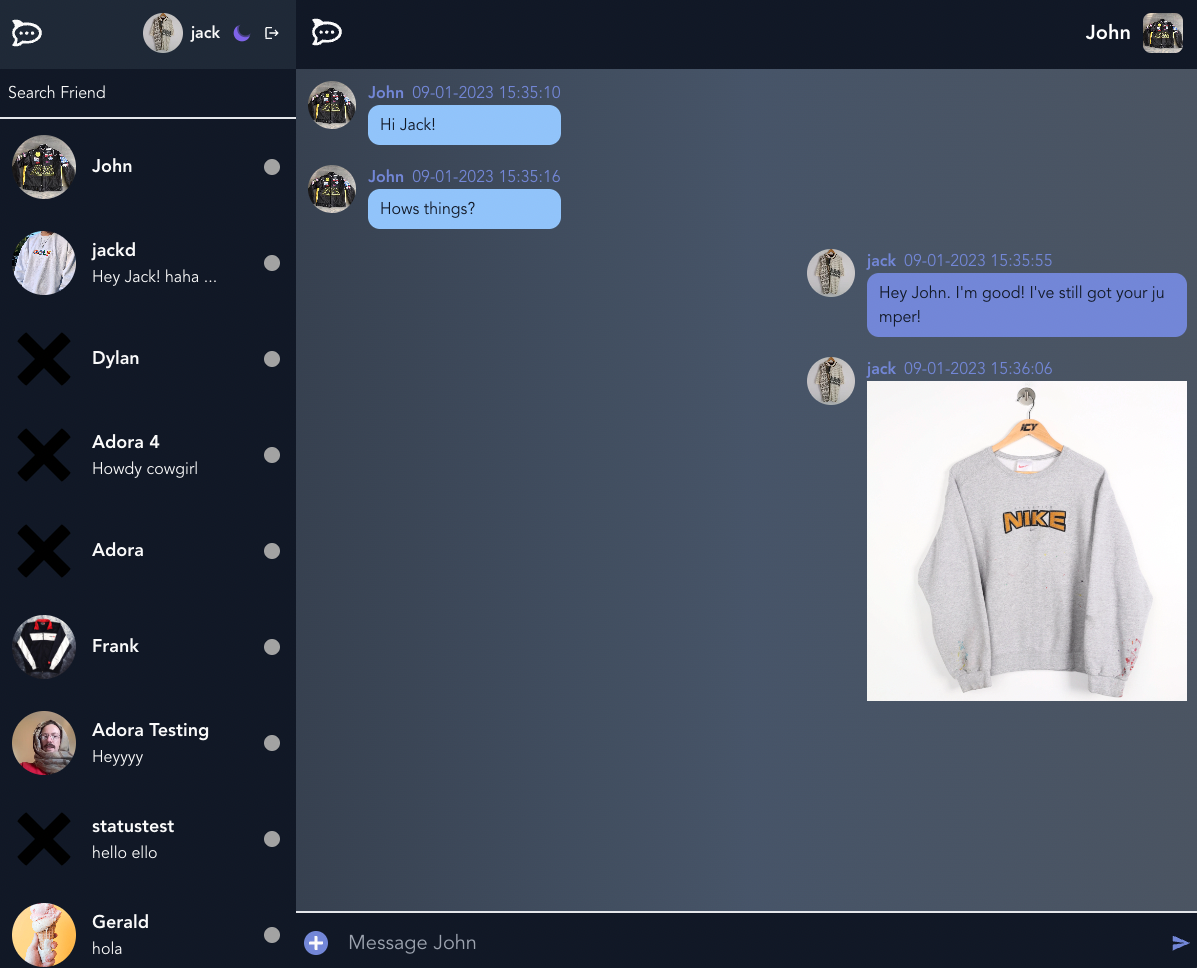 jack
Search Friend
John
jackd
Hey Jack! haha ...
Dylan
Adora 4
Howdy cowgirl
Adora
Frank
Adora Testing
Heyyyy
statustest
hello ello
Gerald
hola
John
John 09-01-2023 15:35:10
Hi Jack!
John 09-01-2023 15:35:16
Hows things?
jack 09-01-2023 15:35:55
Hey John. I'm good! I've still got your ju
mper!
jack 09-01-2023 15:36:06
ICY
NIKE
Message John